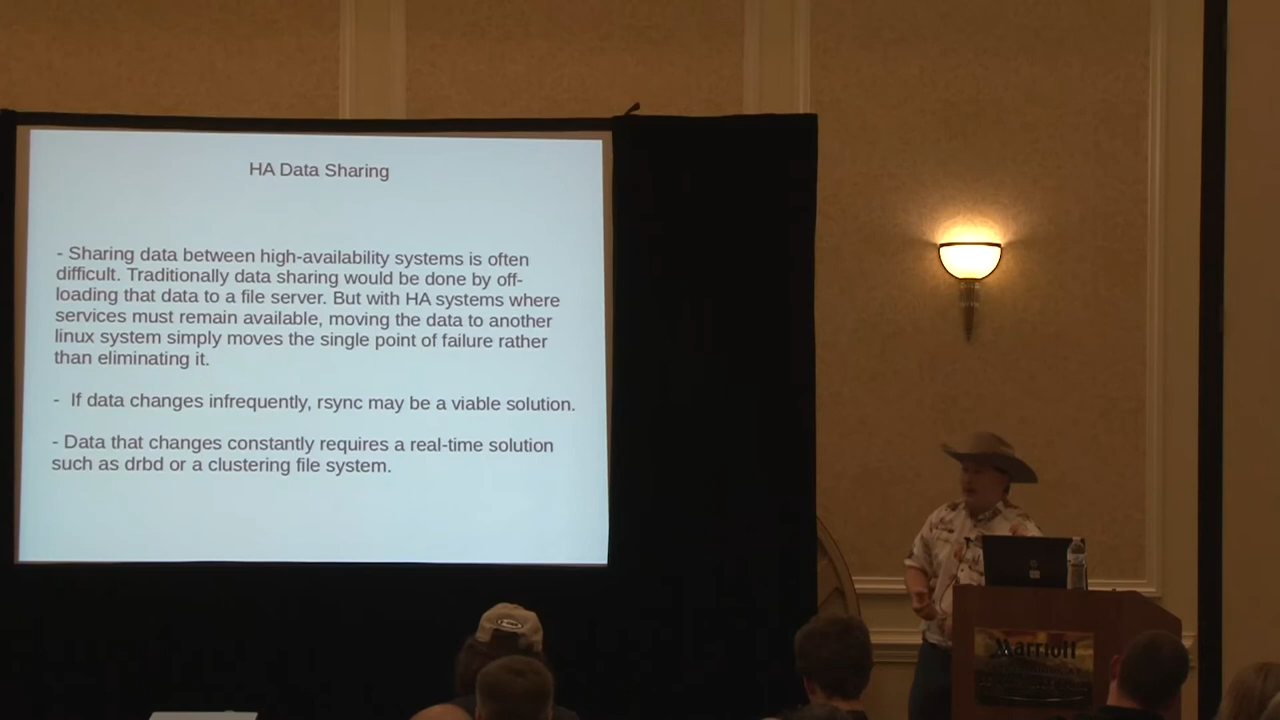 HA Data Sharing
- Sharing data between high-availability systems is often
difficult. Traditionally data sharing would be done by off-
loading that data to a file server. But with HA systems where
services must remain available, moving the data to another
linux system simply moves the single point of failure rather
than eliminating it.
- If data changes infrequently, rsync may be a viable solution.
- Data that changes constantly requires a real-time solution
such as drbd or a clustering file system.
Marriott